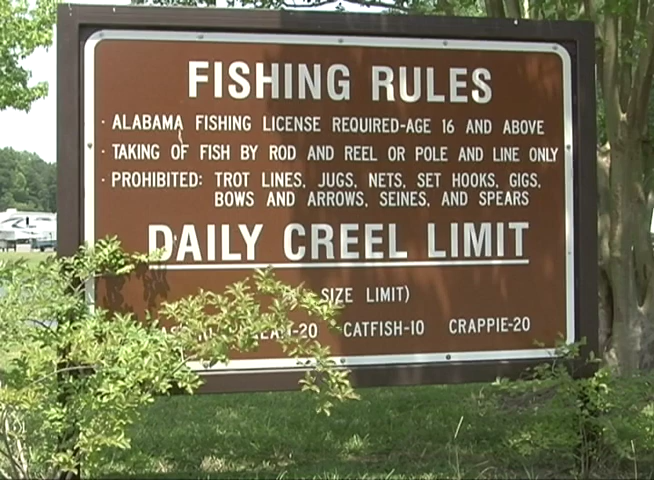 FISHING RULES
· ALABAMA FISHING LICENSE REQUIRED-AGE 16 AND ABOVE
· TAKING OF FISH BY ROD AND REEL OR POLE AND LINE ONLY
· PROHIBITED: TROT LINES, JUGS, NETS, SET HOOKS, GIGS,
BOWS AND ARROWS, SEINES, AND SPEARS
DAILY CREEL LIMIT
SIZE LIMIT)
CATFISH-10 CRAPPIE-20